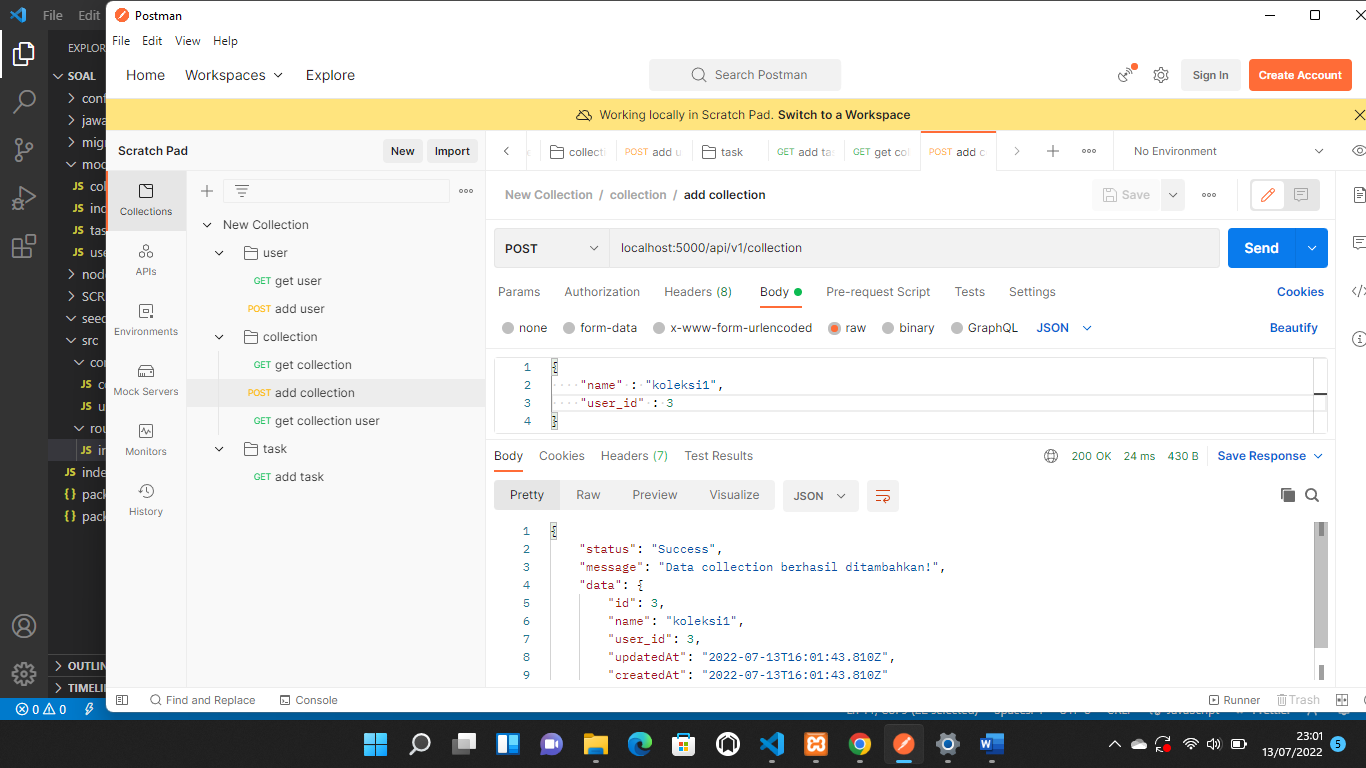 File Edit
Postman
File Edit View Help
EXPLOR
Home Workspaces Explore
Search Postman
Sign In
Create Account
SOAL
conf
jawa
migr
mod
JS col
JS ind
JS tas
JS use
node
SCR
seed
src
con
JS c
JS u
rou
JS in
JS inde
{} pack
{} pack
OUTLIN
TIMELIN
Working locally in Scratch Pad. Switch to a Workspace
Scratch Pad
New
Import
collecti
POST add u
task
GET add ta
GET get col
POST add c
No Environment
Collections
APIs
Environments
Mock Servers
Monitors
History
New Collection
user
GET get user
POST add user
collection
GET get collection
POST add collection
GET get collection user
task
GET add task
New Collection / collection / add collection
Save
POST
localhost:5000/api/v1/collection
Send
Params Authorization Headers (8) Body Pre-request Script Tests Settings
Cookies
none form-data x-www-form-urlencoded raw binary GraphQL JSON
Beautify
1 {
2 "name" : "koleksi1",
3 "user_id" : 3
4 }
Body Cookies Headers (7) Test Results
200 OK 24 ms 430 B Save Response
Pretty Raw Preview Visualize JSON
1 {
2 "status": "Success",
3 "message": "Data collection berhasil ditambahkan!",
4 "data": {
5 "id": 3,
6 "name": "koleksi1",
7 "user_id": 3,
8 "updatedAt": "2022-07-13T16:01:43.810Z",
9 "createdAt": "2022-07-13T16:01:43.810Z"
Find and Replace Console
Runner Trash
0 0
23:01
13/07/2022
5